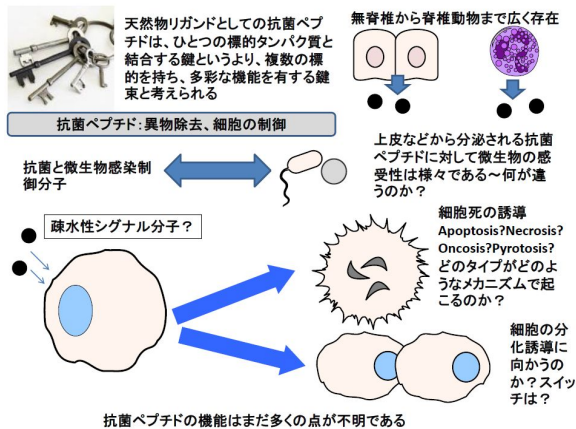 天然物リガンドとしての抗菌ペプ
チドは、ひとつの標的タンパク質と
結合する鍵というより、複数の標
的を持ち、多彩な機能を有する鍵
束と考えられる
無脊椎から脊椎動物まで広く存在
抗菌ペプチド：異物除去、細胞の制御
上皮などから分泌される抗菌
ペプチドに対して微生物の感
受性は様々である～何が違
うのか？
抗菌と微生物感染制
御分子
疎水性シグナル分子？
細胞死の誘導
Apoptosis?Necrosis?
Oncosis?Pyrotosis?
どのタイプがどのよ
うなメカニズムで起
こるのか？
細胞の分
化誘導に
向かうの
か？スイッ
チは？
抗菌ペプチドの機能はまだ多くの点が不明である